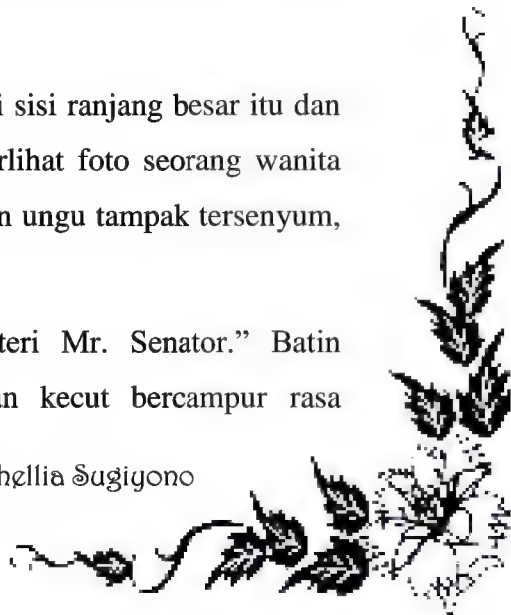 i sisi ranjang besar itu dan
rlihat foto seorang wanita
n ungu tampak tersenyum,
teri Mr. Senator.” Batin
an kecut bercampur rasa
hellia Sugiyono